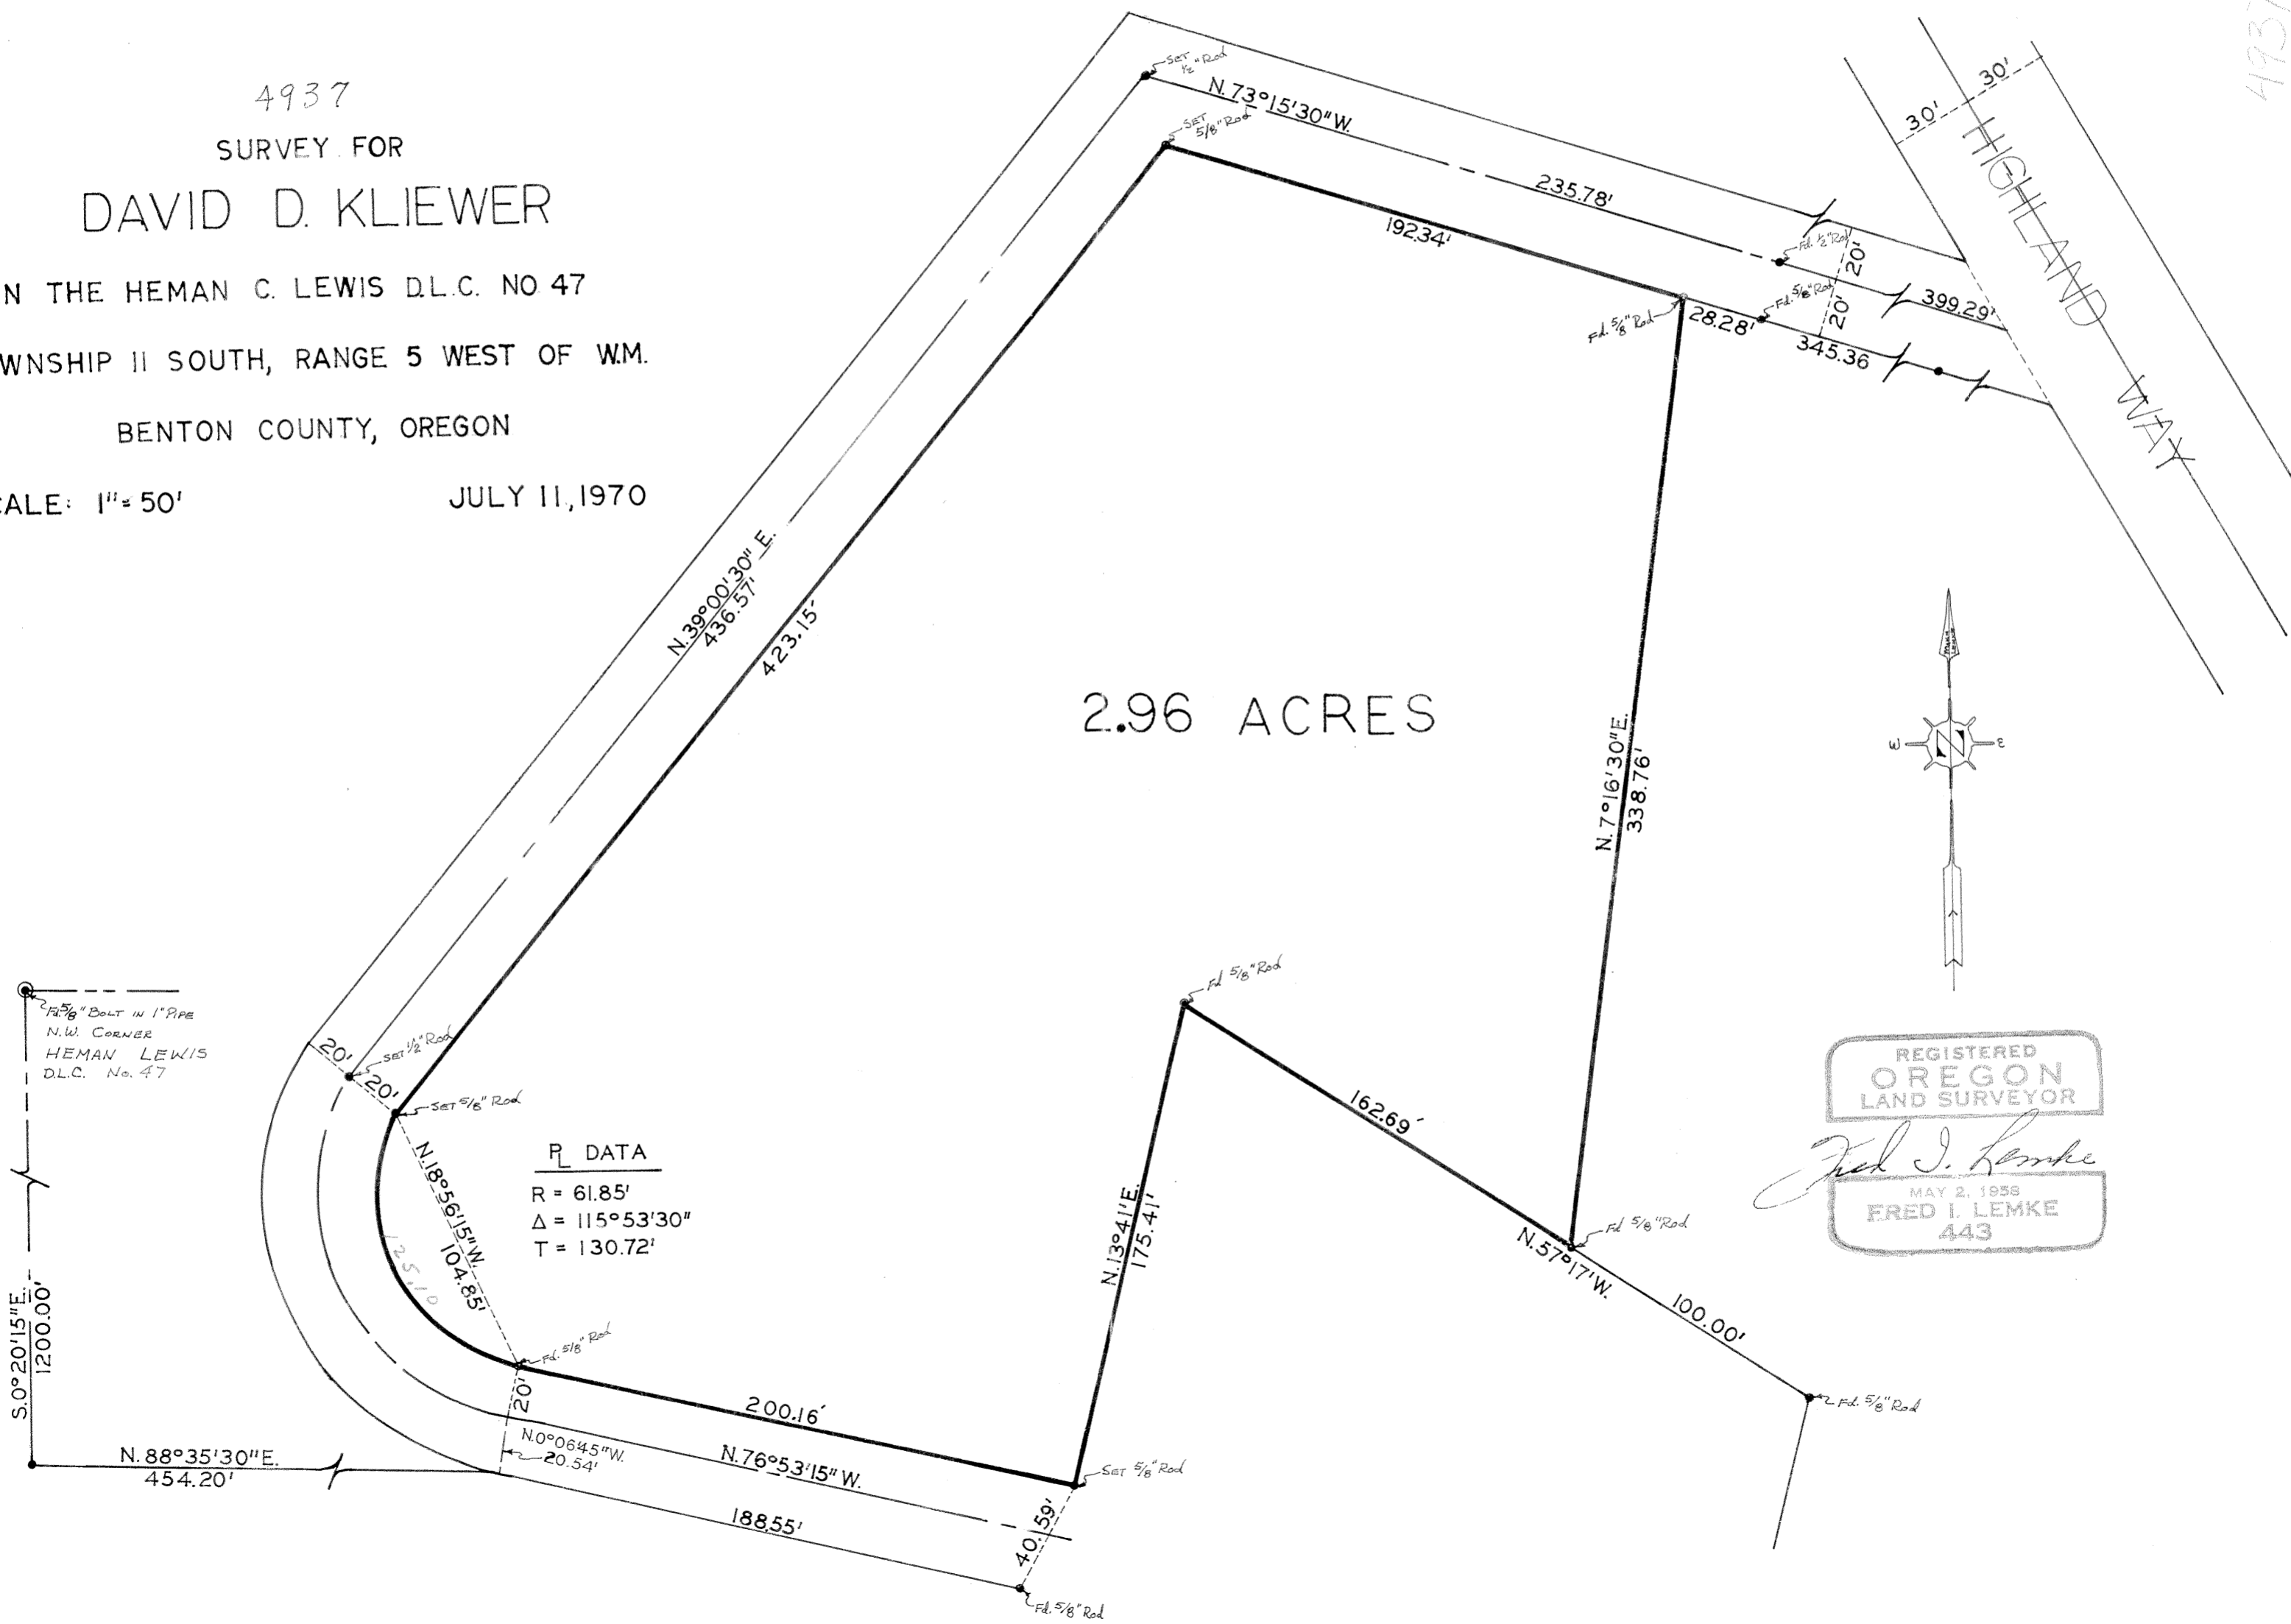 4937
4937
SURVEY FOR
DAVID D. KLIEWER
N THE HEMAN C. LEWIS D.L.C. NO. 47
WNSHIP 11 SOUTH, RANGE 5 WEST OF W.M.
BENTON COUNTY, OREGON
CALE: 1"=50'
JULY 11, 1970
SET 1/2" Rod
N.73°15'30"W.
SET 5/8" Rod
235.78'
192.34'
Fd. 1/2" Rod
20'
20'
399.29'
Fd. 5/8" Rod
Fd. 5/8" Rod
28.28'
345.36
30'
30'
HIGHLAND WAY
N.39°00'30" E.
436.57'
423.15'
2.96 ACRES
N.7°16'30"E.
338.76'
W
N
E
Fd. 5/8" BOLT IN 1" PIPE
N.W. CORNER
HEMAN LEWIS
D.L.C. No. 47
20'
SET 1/2" Rod
20'
SET 5/8" Rod
Fd 5/8" Rod
N.18°56'15"W.
104.85'
125.10
PL DATA
R = 61.85'
Δ = 115°53'30"
T = 130.72'
N.13°41'E.
175.41'
162.69'
Fd 5/8" Rod
N.57°17'W.
100.00'
Fd. 5/8" Rod
REGISTERED
OREGON
LAND SURVEYOR
Fred I. Lemke
MAY 2, 1958
FRED I. LEMKE
443
S.0°20'15"E.
1200.00'
Fd. 5/8" Rod
20'
200.16'
N.0°06'45"W.
20.54'
N.76°53'15" W.
SET 5/8" Rod
N.88°35'30"E.
454.20'
188.55'
40.59'
Fd. 5/8" Rod